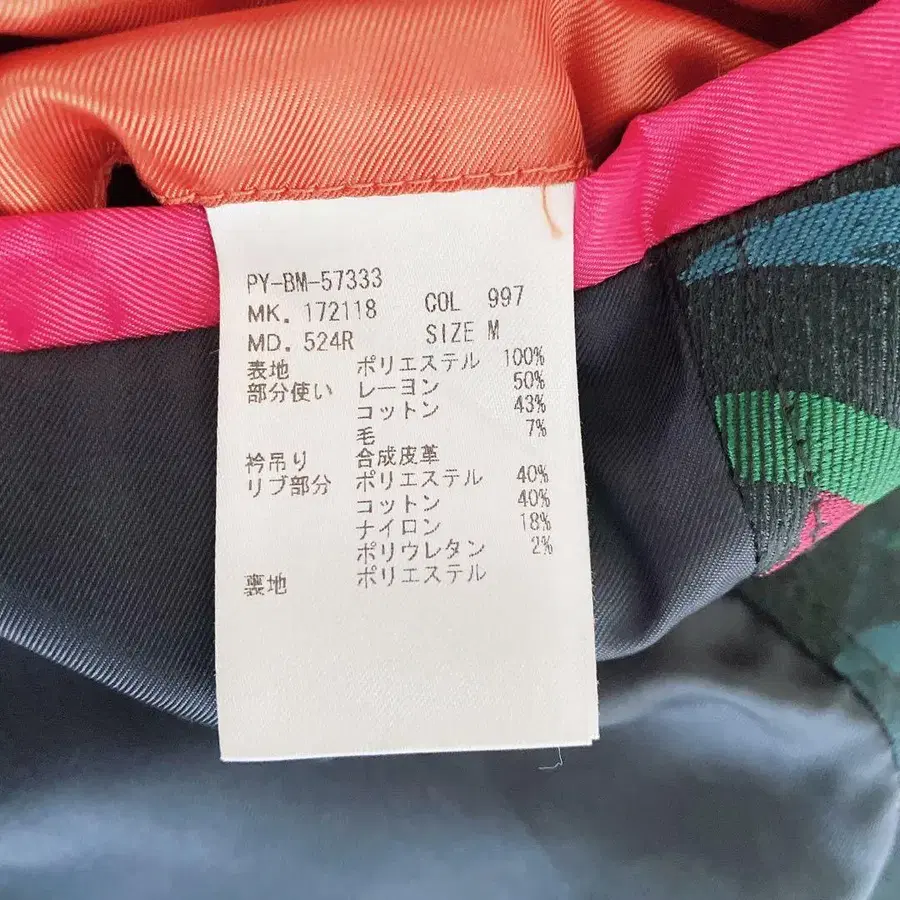 PY-BM-57333
MK. 172118 COL 997
MD. 524R SIZE M
表地 ポリエステル 100%
部分使い レーヨン 50%
コットン 43%
毛 7%
衿吊り 合成皮革
リブ部分 ポリエステル 40%
コットン 40%
ナイロン 18%
ポリウレタン 2%
裏地 ポリエステル